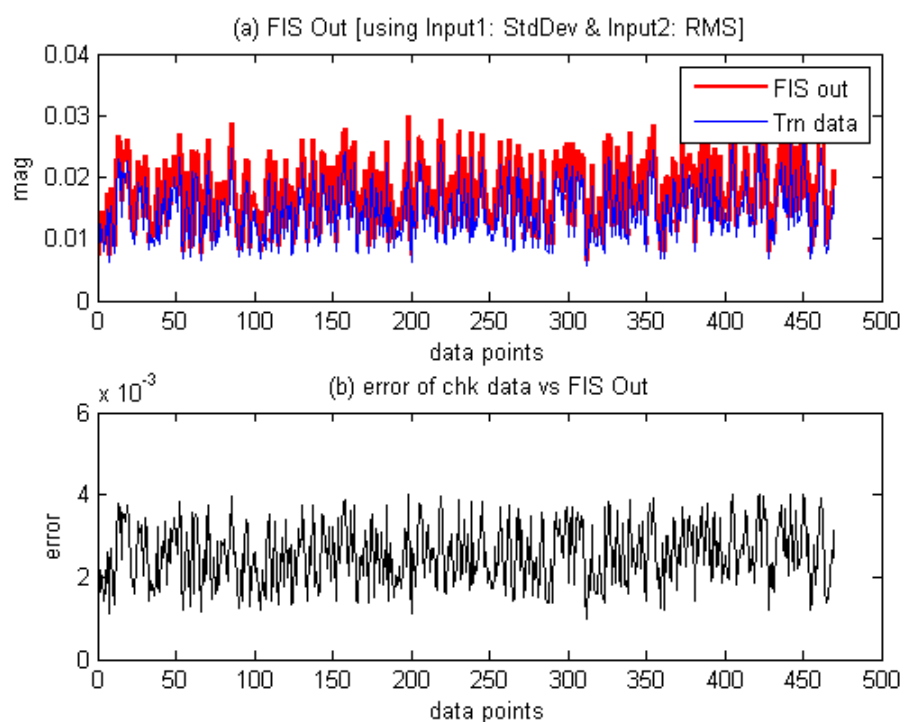 (a) FIS Out [using Input1: StdDev & Input2: RMS]
0.04
0.03
0.02
0.01
0
mag
FIS out
Trn data
0 50 100 150 200 250 300 350 400 450 500
data points
x 10^-3
(b) error of chk data vs FIS Out
6
4
2
0
error
0 50 100 150 200 250 300 350 400 450 500
data points